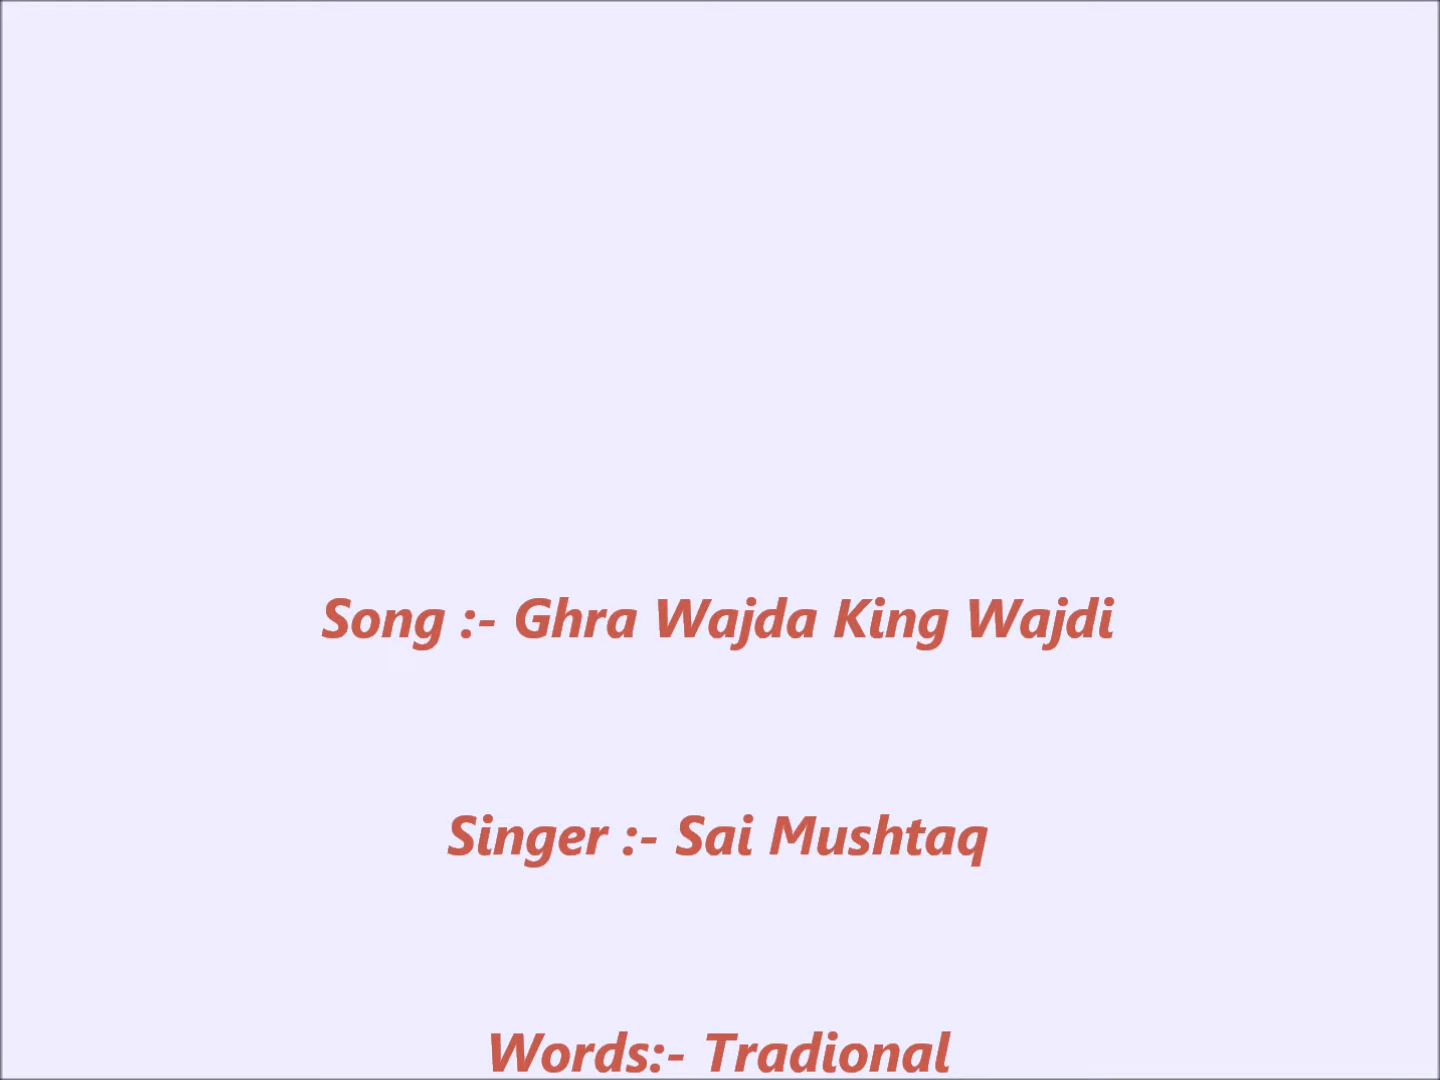 Song :- Ghra Wajda King Wajdi
Singer :- Sai Mushtaq
Words:- Tradional